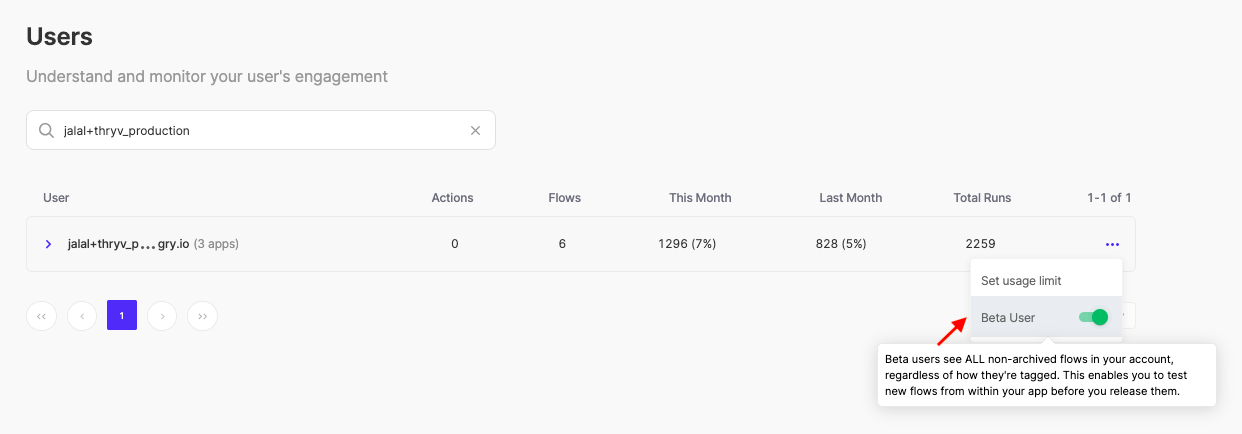 Users
Understand and monitor your user's engagement
jalal+thryv_production
User Actions Flows This Month Last Month Total Runs 1-1 of 1
jalal+thryv_p...gry.io (3 apps) 0 6 1296 (7%) 828 (5%) 2259
Set usage limit
‹‹ ‹ 1 › ››
Beta User
Beta users see ALL non-archived flows in your account,
regardless of how they're tagged. This enables you to test
new flows from within your app before you release them.